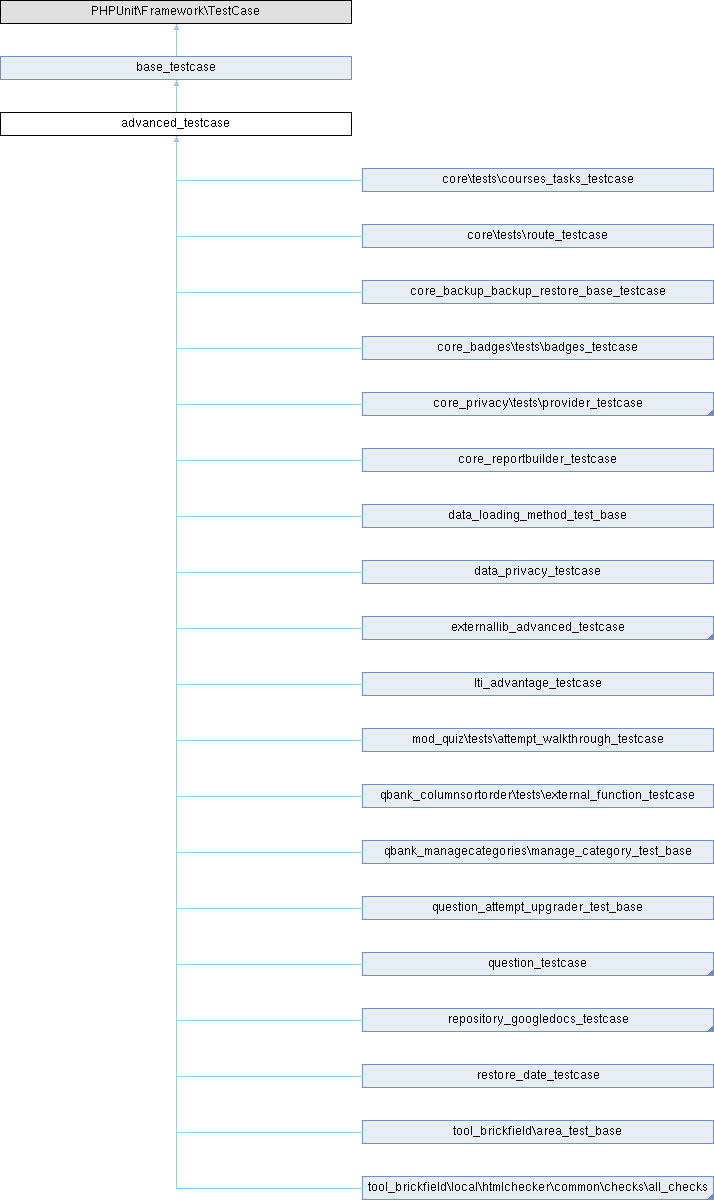 PHPUnit\Framework\TestCase
base_testcase
advanced_testcase
core\tests\courses_tasks_testcase
core\tests\route_testcase
core_backup_backup_restore_base_testcase
core_badges\tests\badges_testcase
core_privacy\tests\provider_testcase
core_reportbuilder_testcase
data_loading_method_test_base
data_privacy_testcase
externallib_advanced_testcase
lti_advantage_testcase
mod_quiz\tests\attempt_walkthrough_testcase
qbank_columnsortorder\tests\external_function_testcase
qbank_managecategories\manage_category_test_base
question_attempt_upgrader_test_base
question_testcase
repository_googledocs_testcase
restore_date_testcase
tool_brickfield\area_test_base
tool_brickfield\local\htmlchecker\common\checks\all_checks